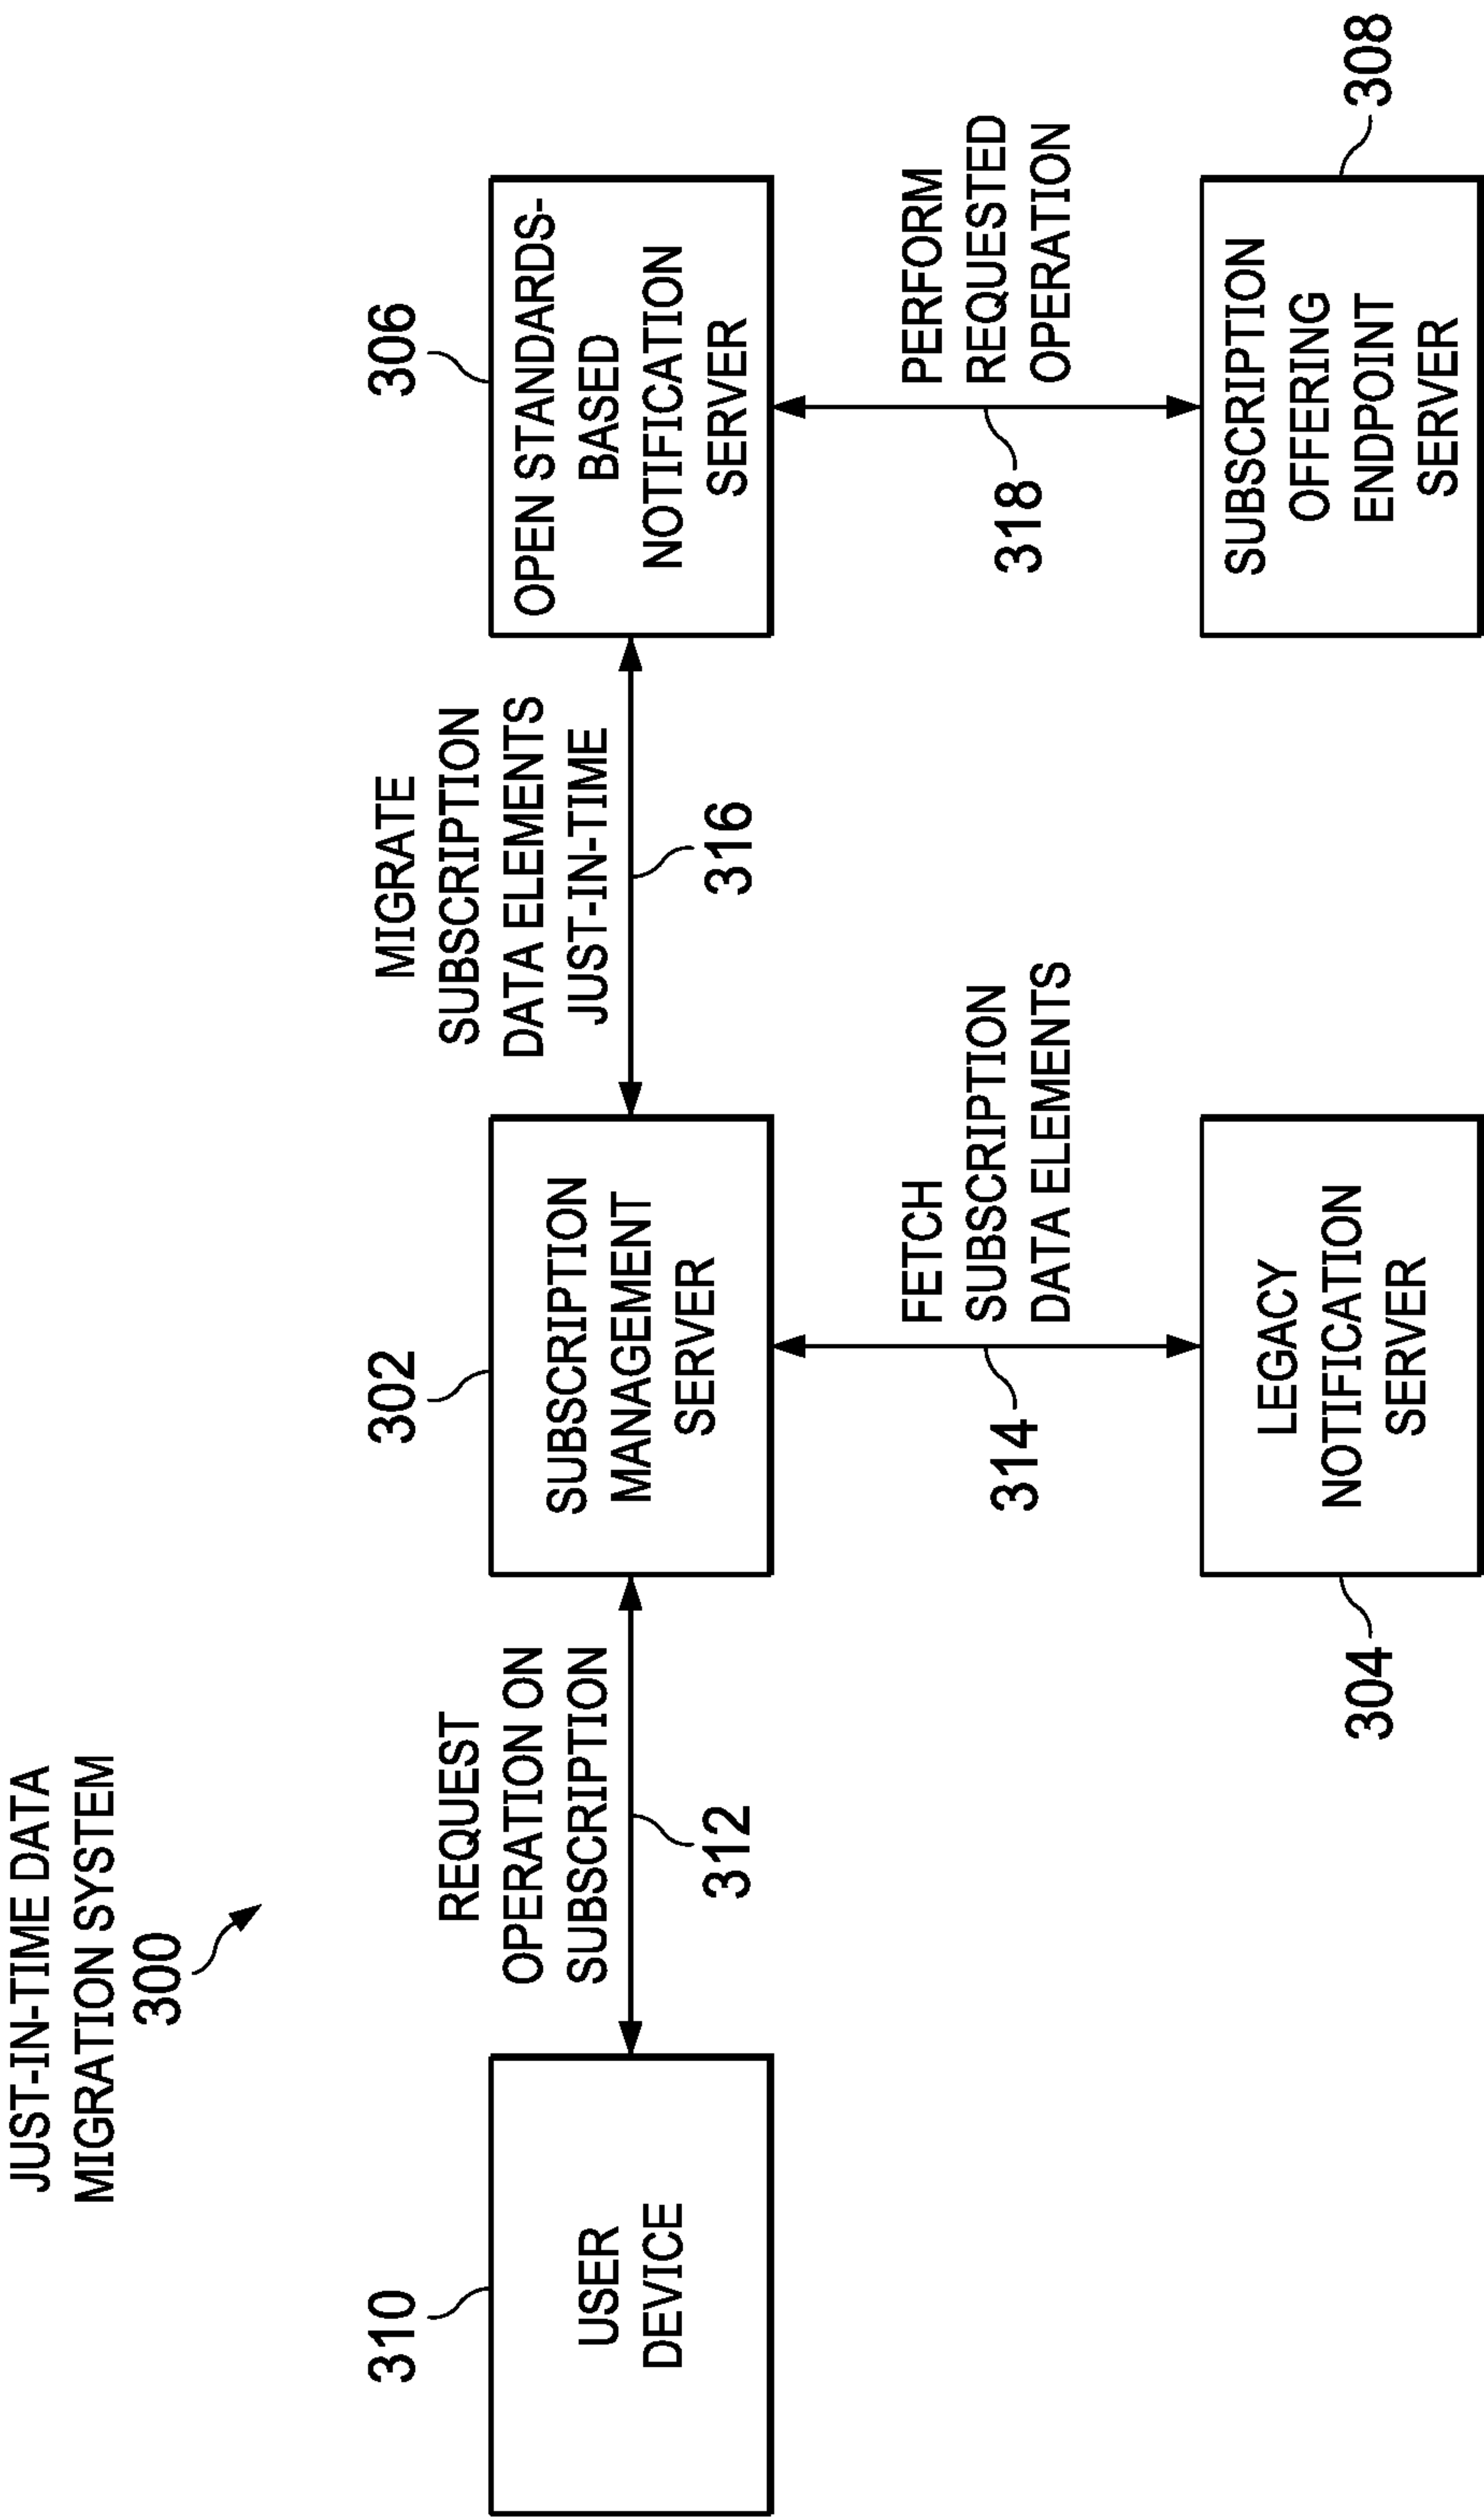 JUST-IN-TIME DATA
MIGRATION SYSTEM
300
310
USER
DEVICE
REQUEST
OPERATION ON
SUBSCRIPTION
312
302
SUBSCRIPTION
MANAGEMENT
SERVER
MIGRATE
SUBSCRIPTION
DATA ELEMENTS
JUST-IN-TIME
316
306
OPEN STANDARDS-
BASED
NOTIFICATION
SERVER
314
FETCH
SUBSCRIPTION
DATA ELEMENTS
318
PERFORM
REQUESTED
OPERATION
304
LEGACY
NOTIFICATION
SERVER
SUBSCRIPTION
OFFERING
ENDPOINT
SERVER
308